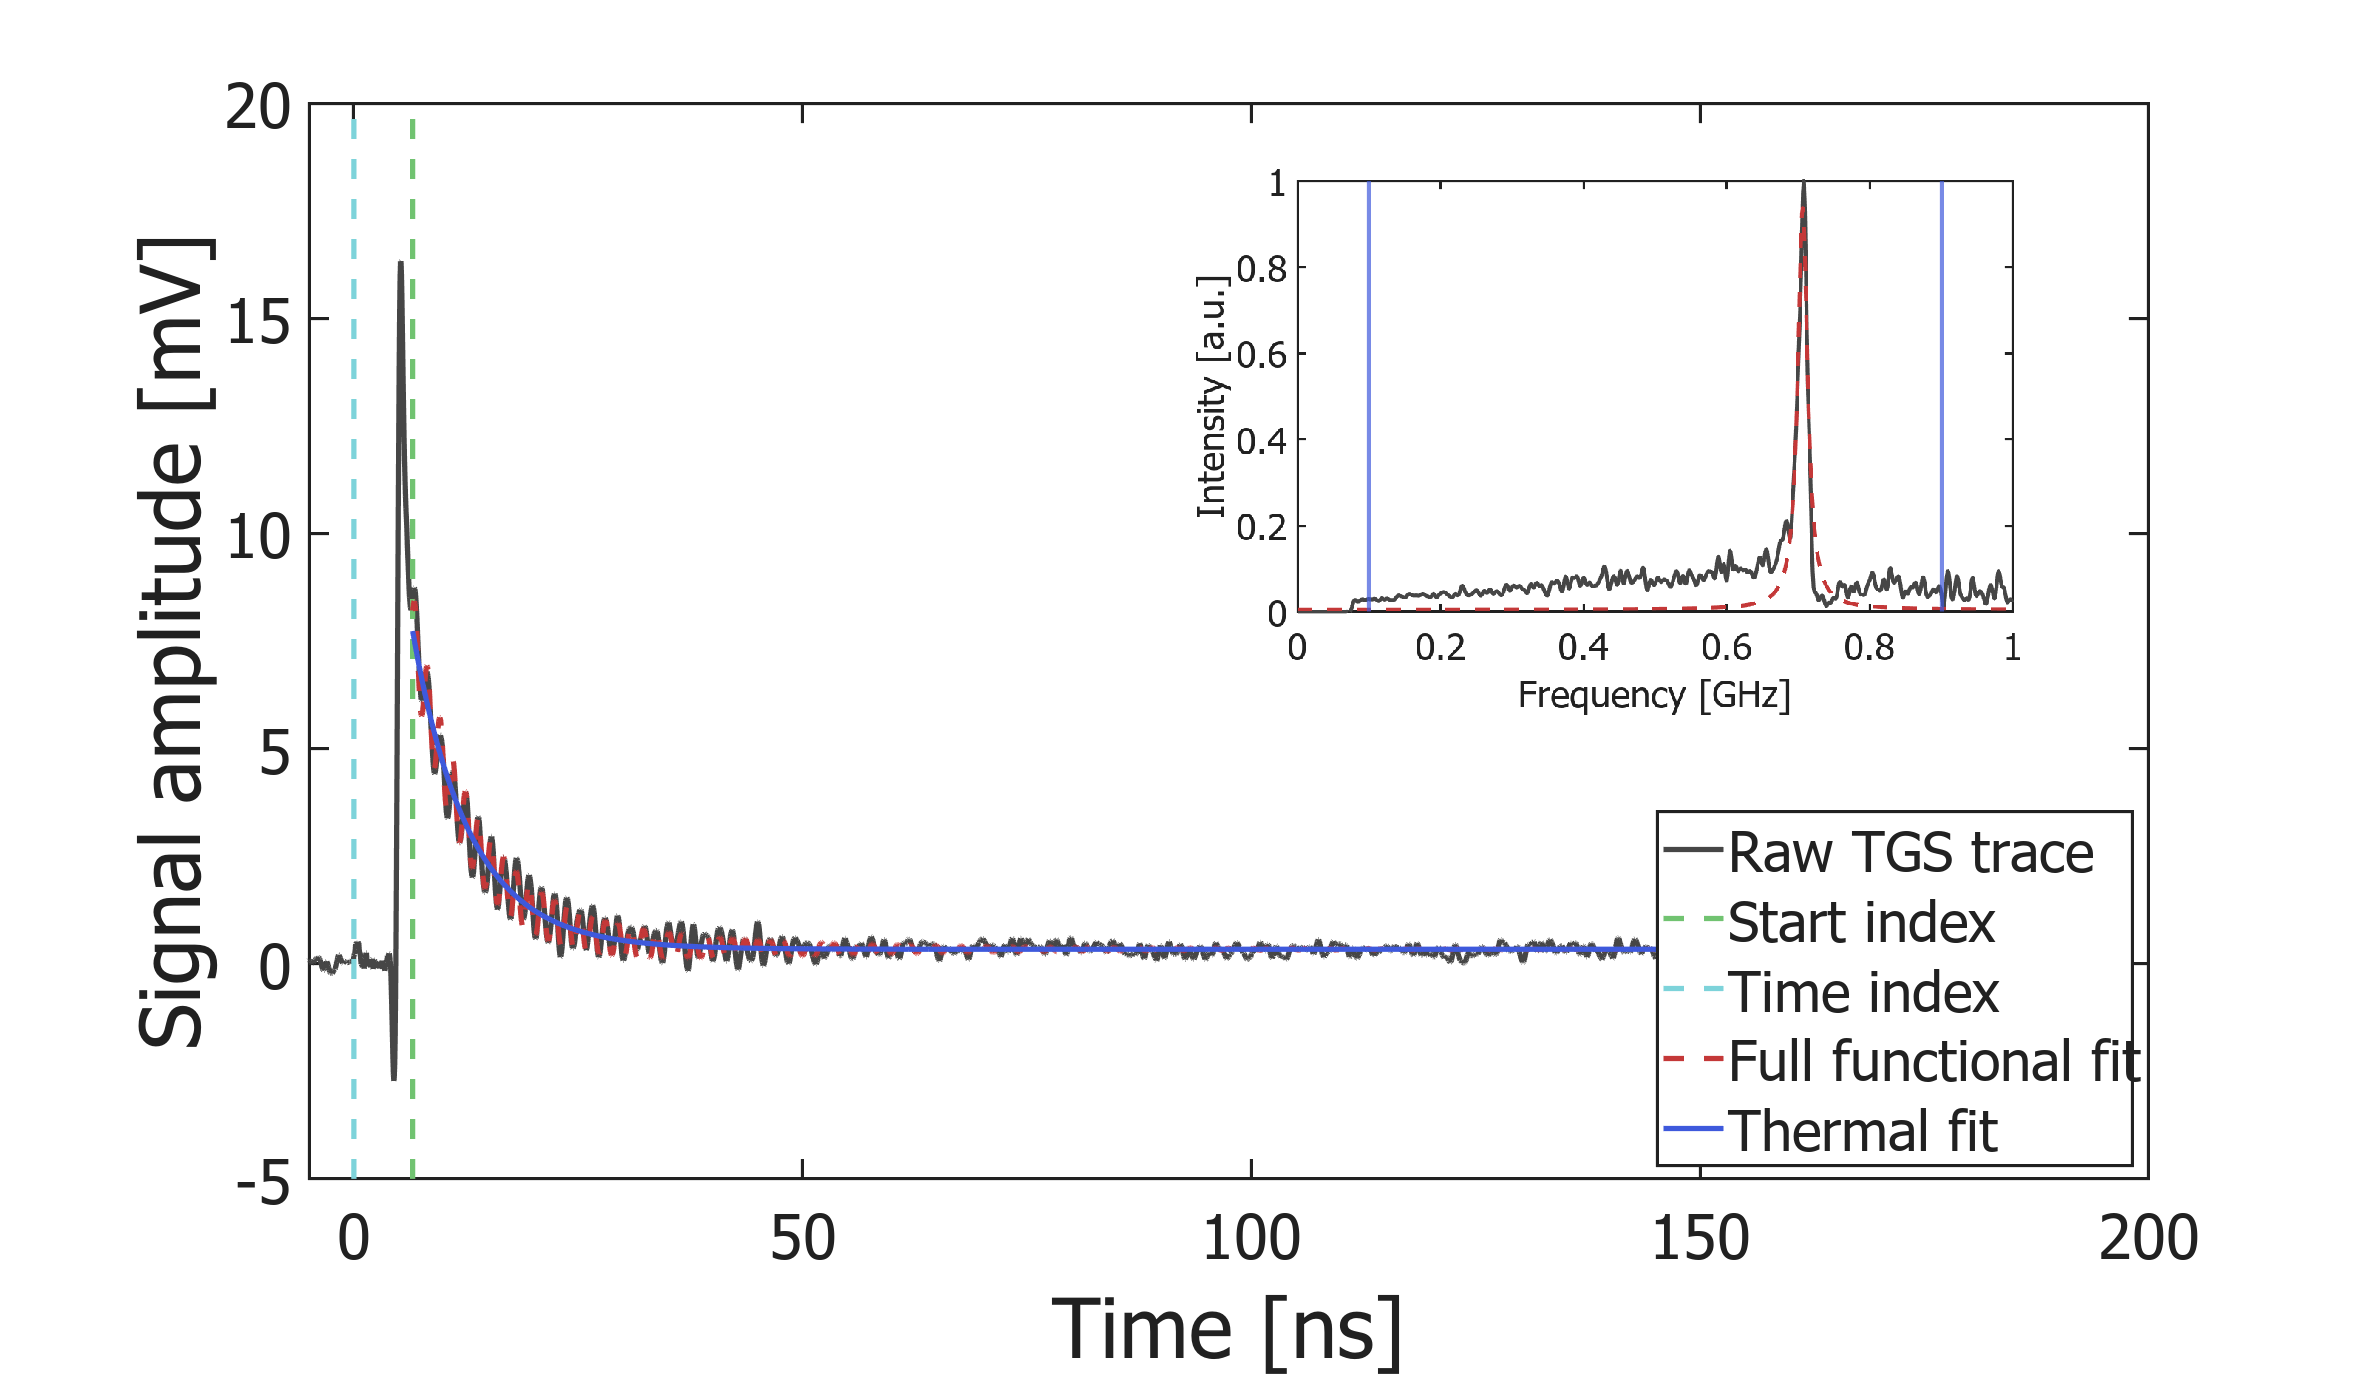 20
15
10
5
0
-5
Signal amplitude [mV]
0 50 100 150 200
Time [ns]
1
0.8
0.6
0.4
0.2
0
Intensity [a.u.]
0 0.2 0.4 0.6 0.8 1
Frequency [GHz]
Raw TGS trace
Start index
Time index
Full functional fit
Thermal fit